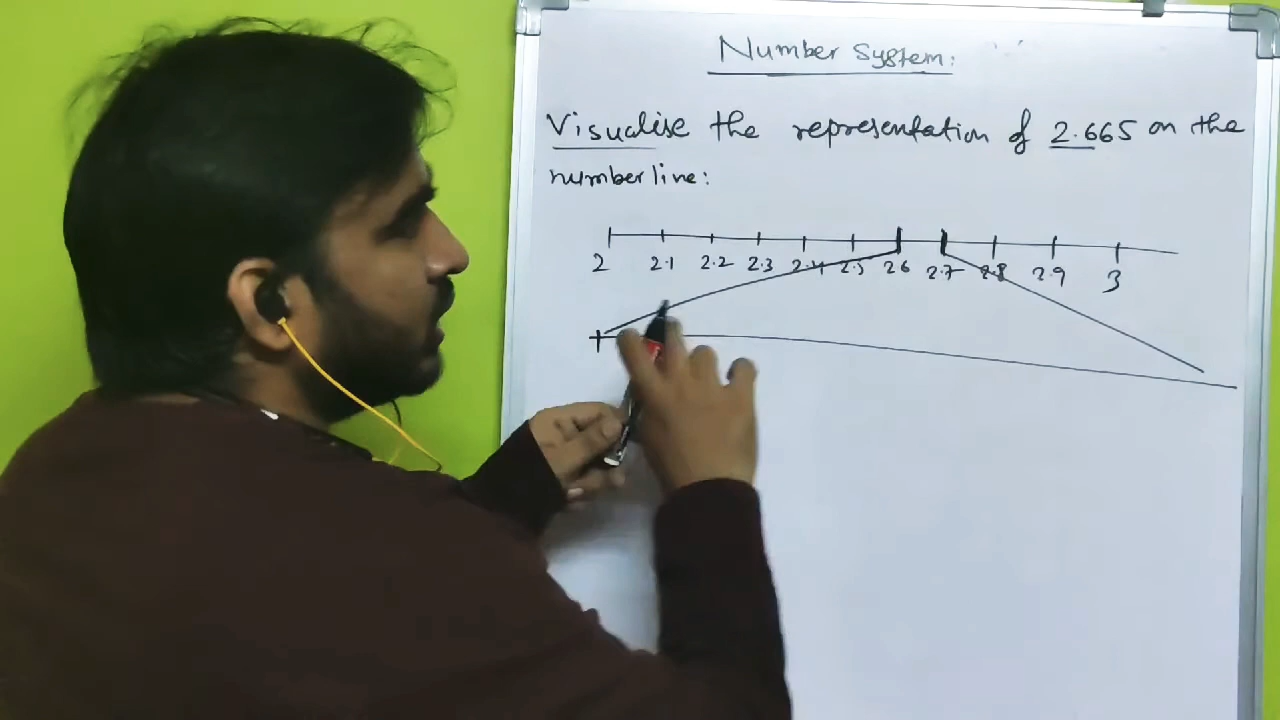 Number System:
Visualise the representation of 2.665 on the
number line:
2 2.1 2.2 2.3 2.4 2.5 2.6 2.7 2.8 2.9 3